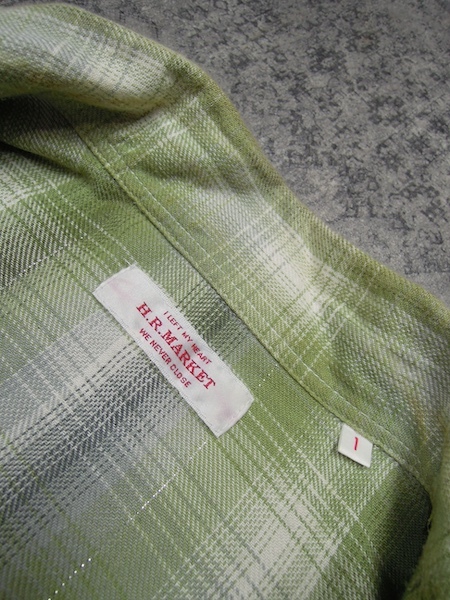 I LEFT MY HEART
H.R.MARKET
WE NEVER CLOSE
1